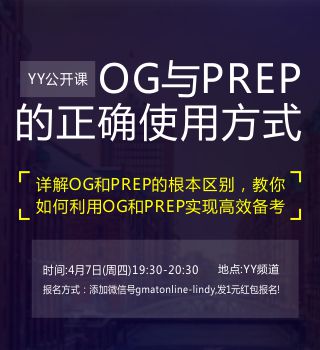 YY公开课
OG与PREP
的正确使用方式
详解OG和PREP的根本区别，教你
如何利用OG和PREP实现高效备考
时间:4月7日(周四)19:30-20:30 地点:YY频道
报名方式：添加微信号gmatonline-lindy,发1元红包报名!